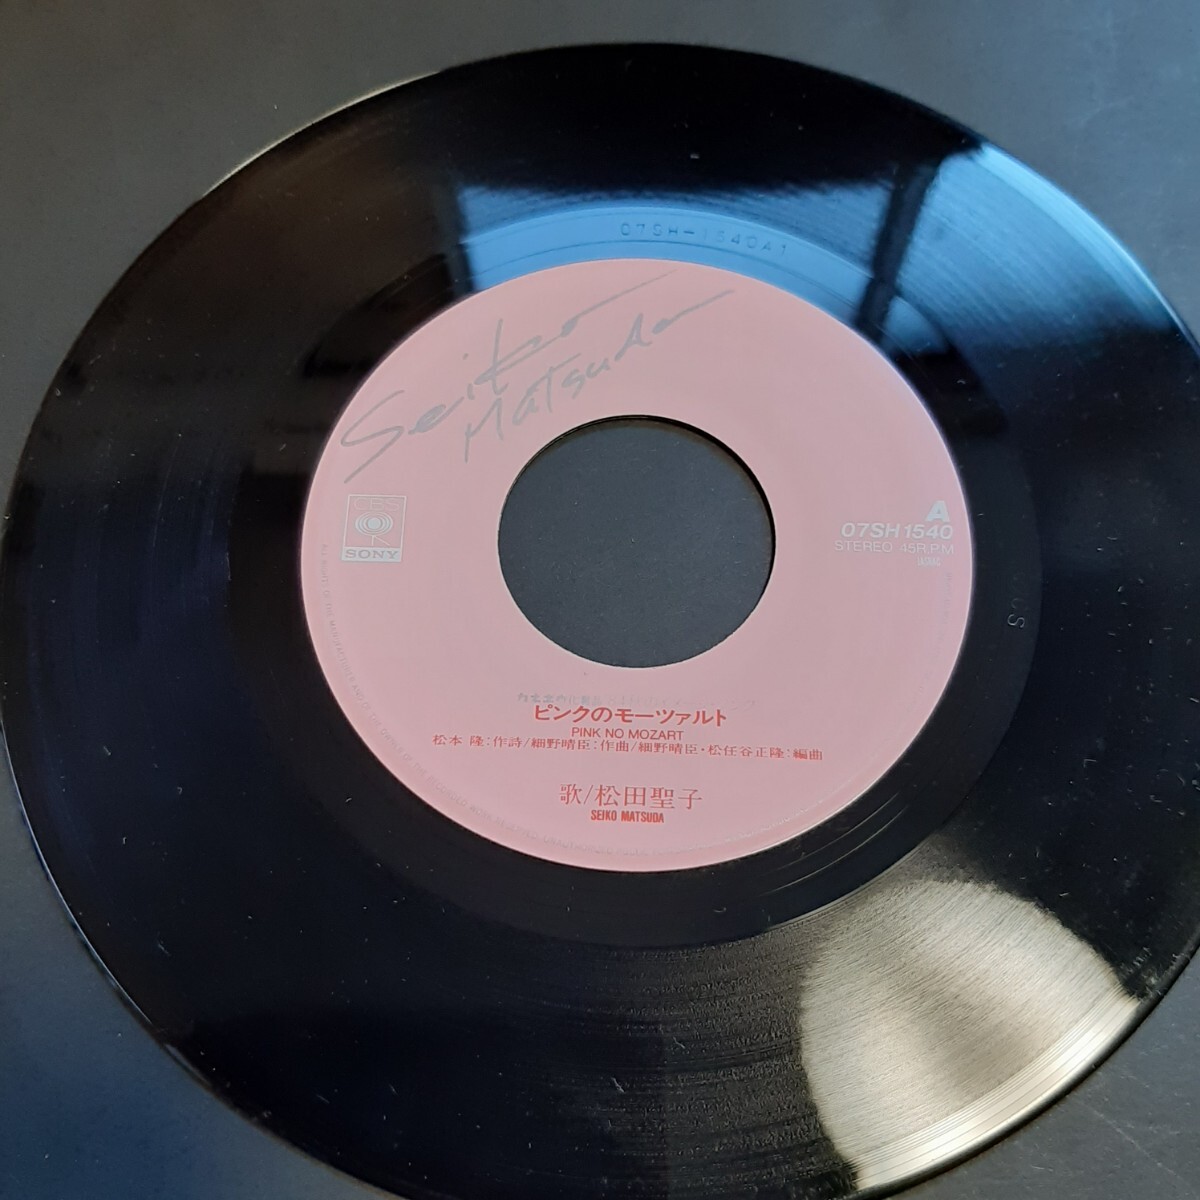 07SH-1540A1
Seiko
Matsuda
CBS
SONY
A
07SH 1540
STEREO 45R.P.M
ピンクのモーツァルト
PINK NO MOZART
松本 隆:作詩/細野晴臣:作曲/細野晴臣・松任谷正隆:編曲
歌/松田聖子
SEIKO MATSUDA